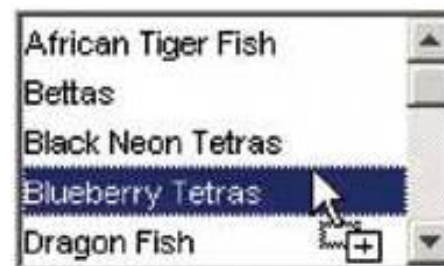 African Tiger Fish
Bettas
Black Neon Tetras
Blueberry Tetras
Dragon Fish